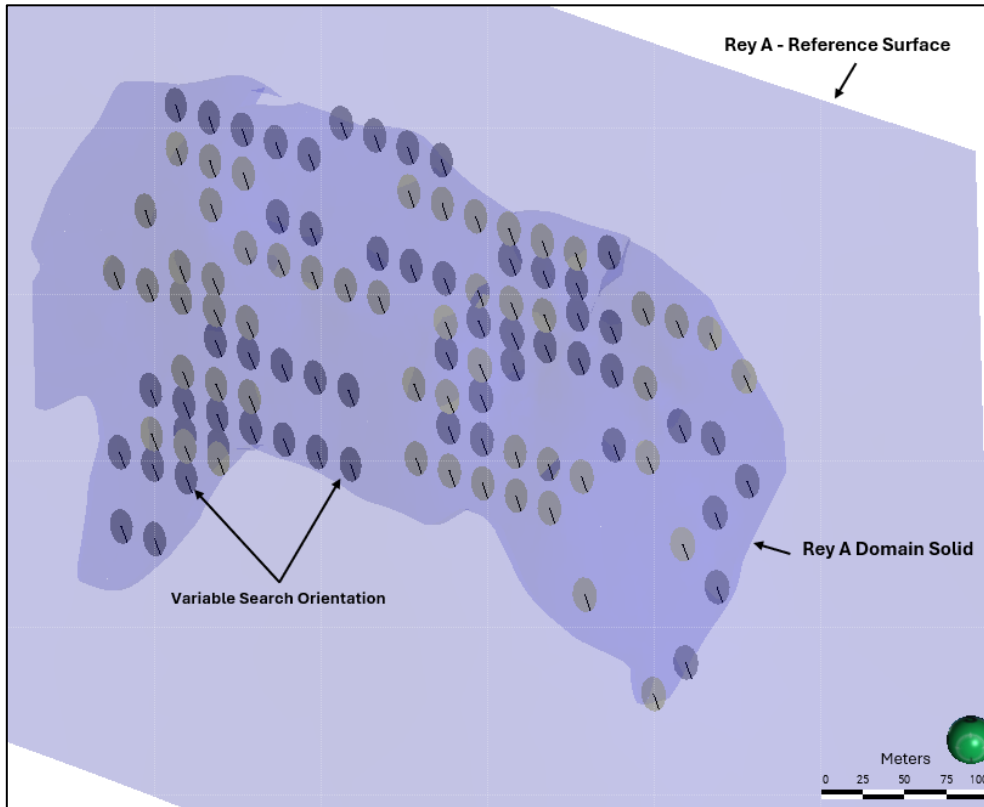 Rey A - Reference Surface
Rey A Domain Solid
Variable Search Orientation
Meters
0 25 50 75 100